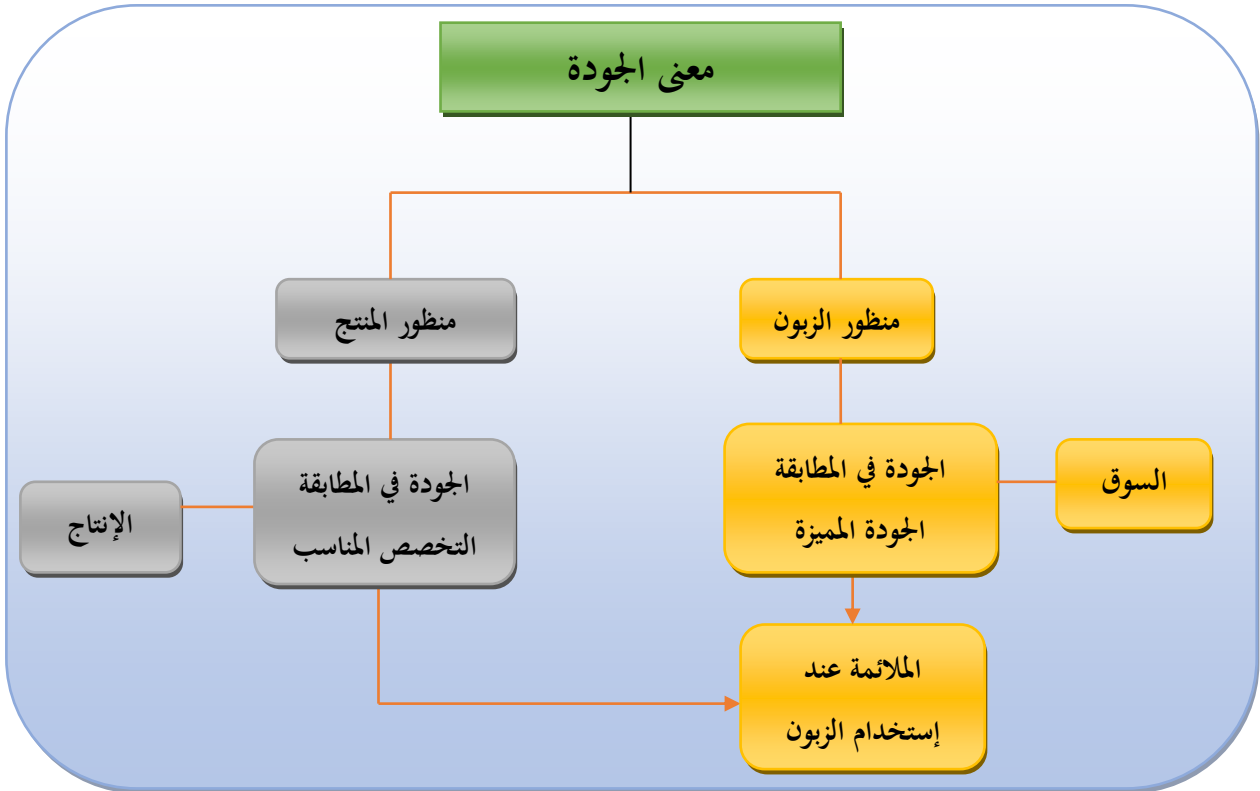 معنى الجودة
منظور الزبون
منظور المنتج
الجودة في المطابقة
الجودة المميزة
السوق
الجودة في المطابقة
التخصص المناسب
الإنتاج
الملائمة عند
إستخدام الزبون